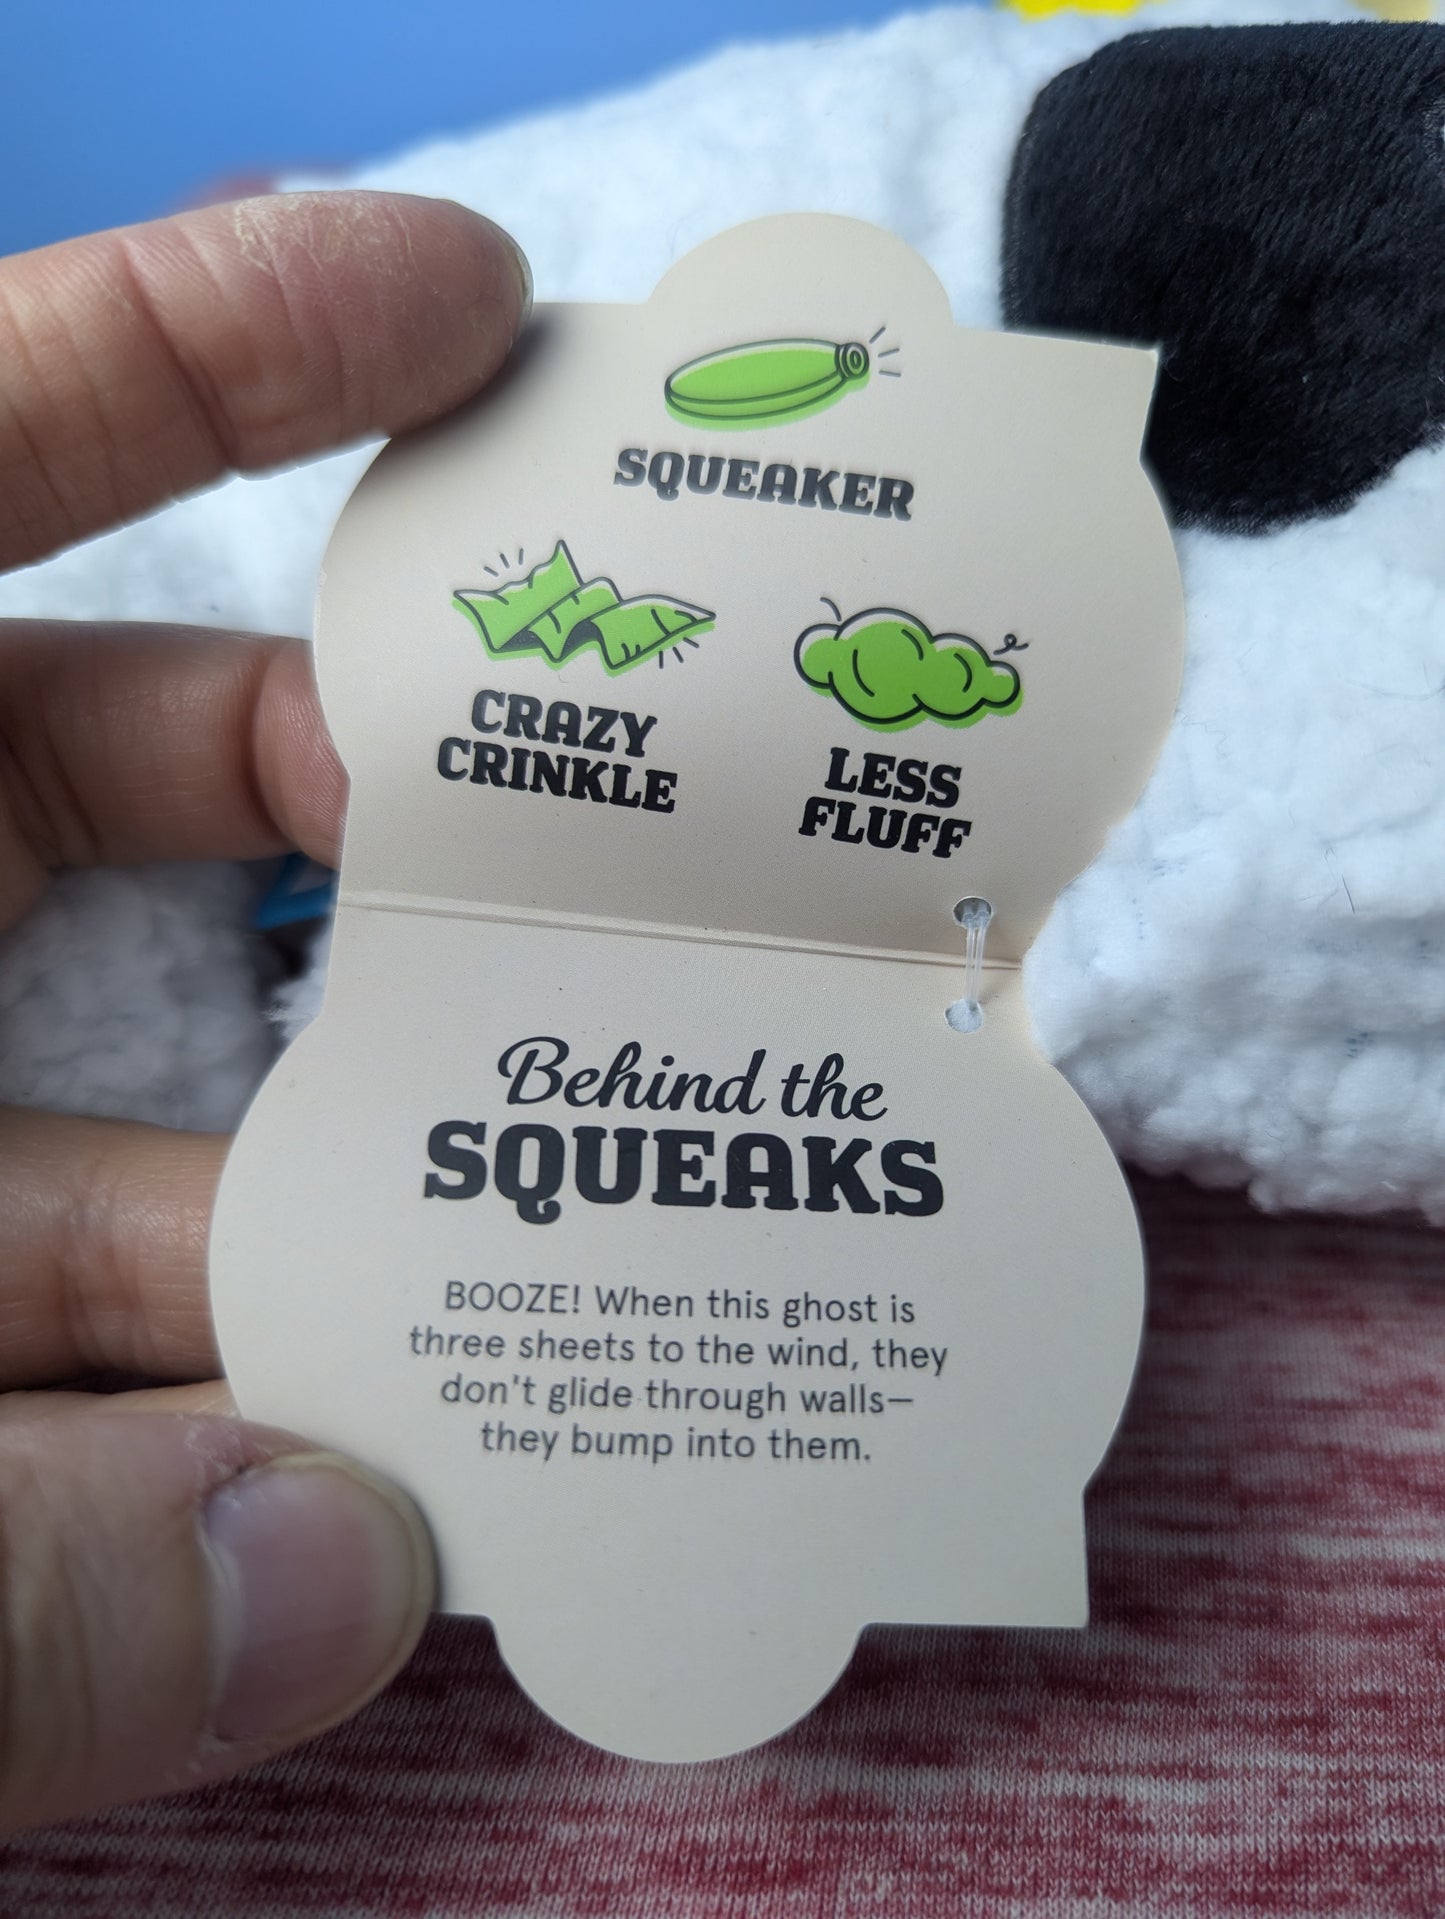 SQUEAKER
CRAZY
CRINKLE
LESS
FLUFF
Behind the
SQUEAKS
BOOZE! When this ghost is
three sheets to the wind, they
don't glide through walls—
they bump into them.